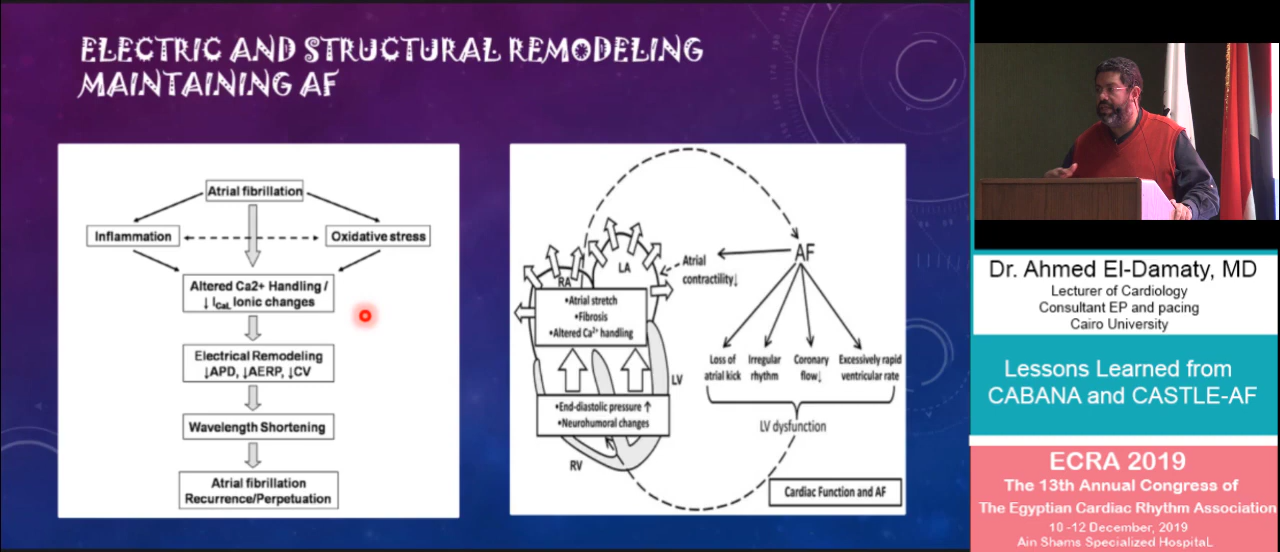 ELECTRIC AND STRUCTURAL REMODELING
MAINTAINING AF
Atrial fibrillation
Inflammation
Oxidative stress
Altered Ca2+ Handling /
↓ ICaL Ionic changes
Electrical Remodeling
↓APD, ↓AERP, ↓CV
Wavelength Shortening
Atrial fibrillation
Recurrence/Perpetuation
AF
Atrial
contractility↓
LA
RA
•Atrial stretch
•Fibrosis
•Altered Ca2+ handling
LV
•End-diastolic pressure ↑
•Neurohumoral changes
RV
Loss of
atrial kick
Irregular
rhythm
Coronary
flow↓
Excessively rapid
ventricular rate
LV dysfunction
Cardiac Function and AF
Dr. Ahmed El-Damaty, MD
Lecturer of Cardiology
Consultant EP and pacing
Cairo University
Lessons Learned from
CABANA and CASTLE-AF
ECRA 2019
The 13th Annual Congress of
The Egyptian Cardiac Rhythm Association
10 -12 December, 2019
Ain Shams Specialized HospitaL